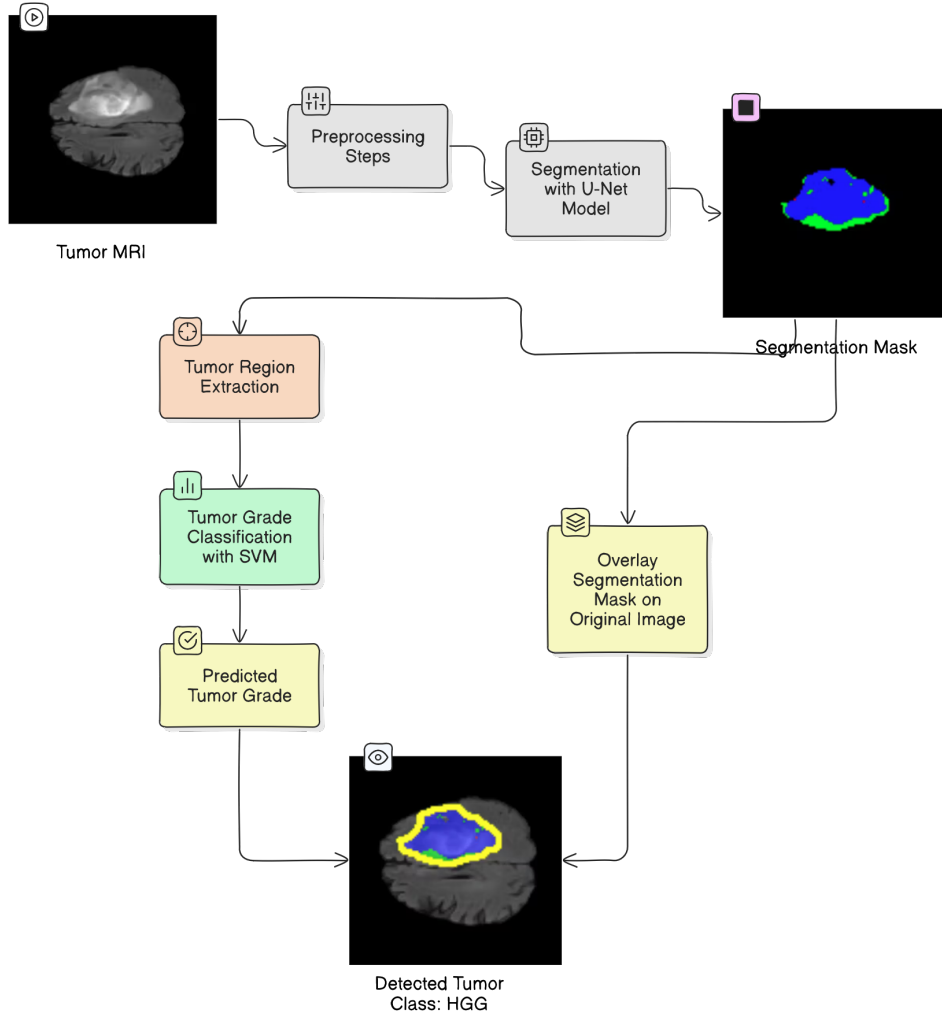 Tumor MRI
Preprocessing
Steps
Segmentation
with U-Net
Model
Segmentation Mask
Tumor Region
Extraction
Tumor Grade
Classification
with SVM
Predicted
Tumor Grade
Overlay
Segmentation
Mask on
Original Image
Detected Tumor
Class: HGG